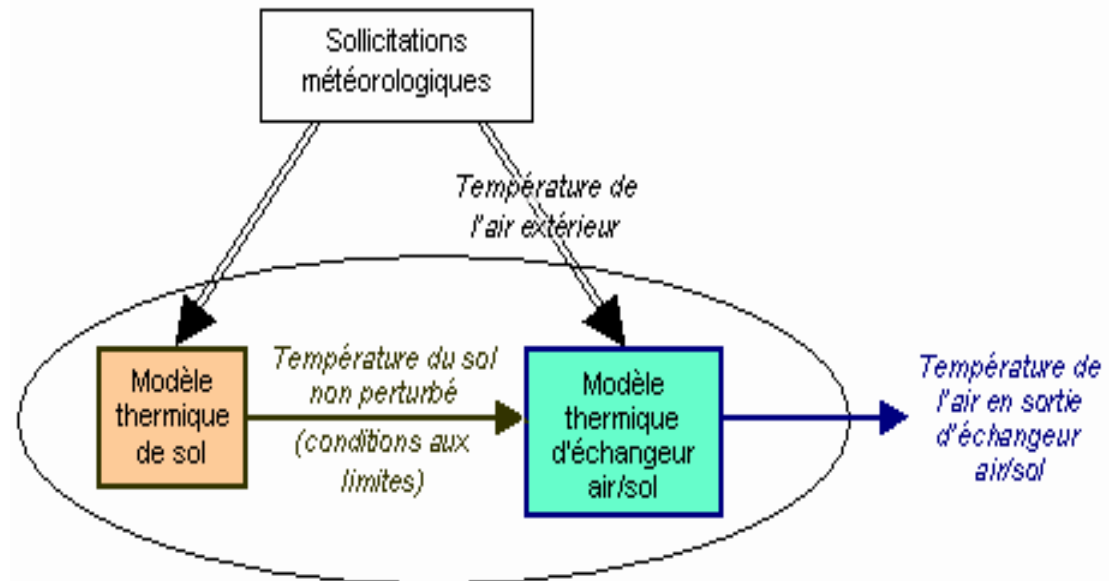 Sollicitations
météorologiques
Température de
l'air extérieur
Modèle
thermique
de sol
Température du sol
non perturbé
(conditions aux
limites)
Modèle
thermique
d'échangeur
air/sol
Température de
l'air en sortie
d'échangeur
air/sol